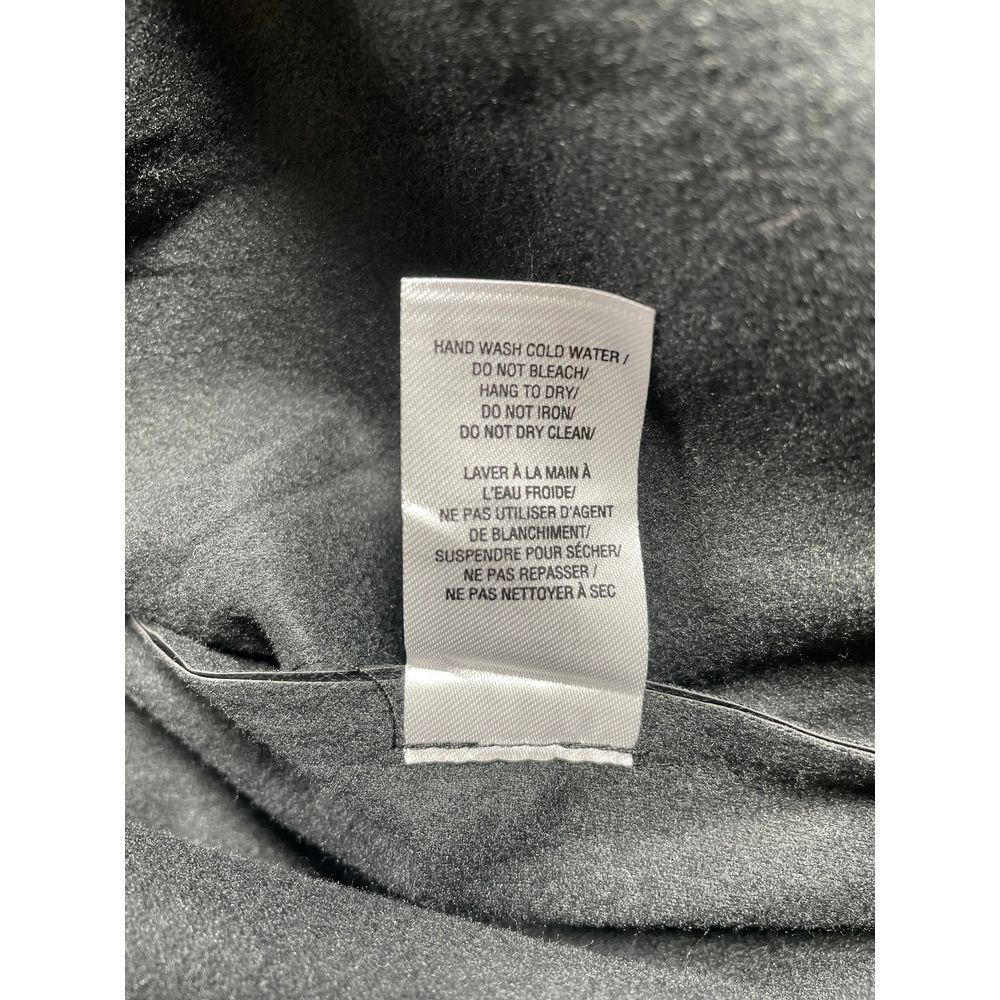 HAND WASH COLD WATER /
DO NOT BLEACH/
HANG TO DRY/
DO NOT IRON/
DO NOT DRY CLEAN/
LAVER À LA MAIN À
L'EAU FROIDE/
NE PAS UTILISER D'AGENT
DE BLANCHIMENT/
SUSPENDRE POUR SÉCHER/
NE PAS REPASSER /
NE PAS NETTOYER À SEC